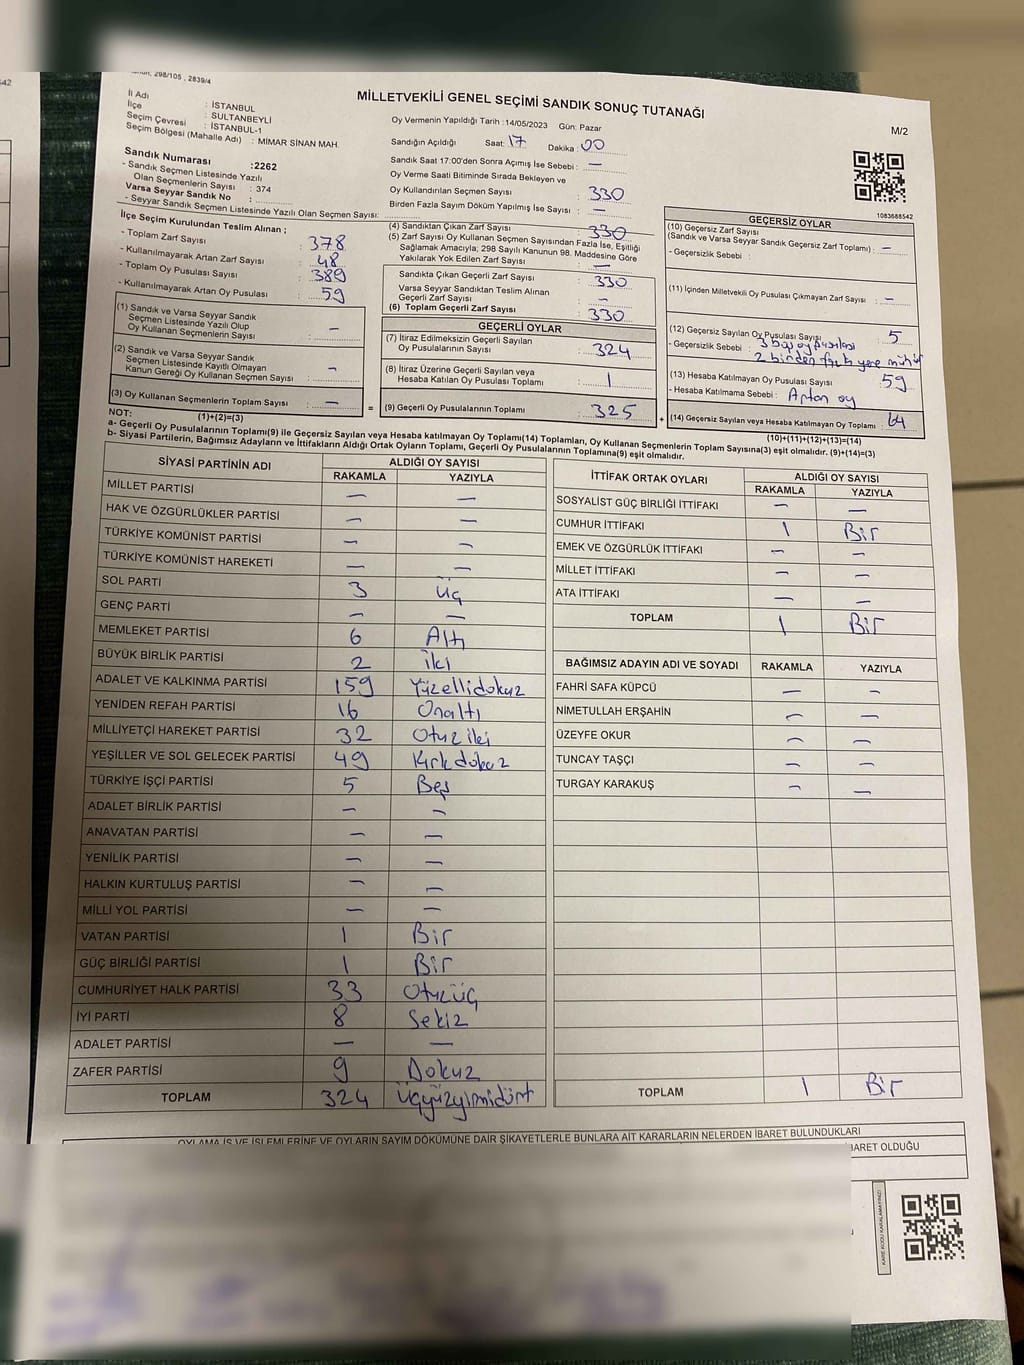 298/105 , 2839/4
MİLLETVEKİLİ GENEL SEÇİMİ SANDIK SONUÇ TUTANAĞI
M/2
İl Adı : İSTANBUL
İlçe : SULTANBEYLİ
Seçim Çevresi : İSTANBUL-1
Seçim Bölgesi (Mahalle Adı) : MİMAR SİNAN MAH.
Sandık Numarası :2262
- Sandık Seçmen Listesinde Yazılı
Olan Seçmenlerin Sayısı : 374
Varsa Seyyar Sandık No :
- Seyyar Sandık Seçmen Listesinde Yazılı Olan Seçmen Sayısı:
Oy Vermenin Yapıldığı Tarih :14/05/2023 Gün: Pazar
Sandığın Açıldığı Saat: 17 Dakika : 00
Sandık Saat 17:00'den Sonra Açımış İse Sebebi : —
Oy Verme Saati Bitiminde Sırada Bekleyen ve
Oy Kullandırılan Seçmen Sayısı : 330
Birden Fazla Sayım Döküm Yapılmış İse Sayısı : —
1083688542
İlçe Seçim Kurulundan Teslim Alınan ;
- Toplam Zarf Sayısı : 378
- Kullanılmayarak Artan Zarf Sayısı : 48
- Toplam Oy Pusulası Sayısı : 389
- Kullanılmayarak Artan Oy Pusulası : 59
(1) Sandık ve Varsa Seyyar Sandık
Seçmen Listesinde Yazılı Olup
Oy Kullanan Seçmenlerin Sayısı : —
(2) Sandık ve Varsa Seyyar Sandık
Seçmen Listesinde Kayıtlı Olmayan
Kanun Gereği Oy Kullanan Seçmen Sayısı : —
(3) Oy Kullanan Seçmenlerin Toplam Sayısı : —
(1)+(2)=(3)
(4) Sandıktan Çıkan Zarf Sayısı : 330
(5) Zarf Sayısı Oy Kullanan Seçmen Sayısından Fazla İse, Eşitliği
Sağlamak Amacıyla; 298 Sayılı Kanunun 98. Maddesine Göre
Yakılarak Yok Edilen Zarf Sayısı : —
Sandıkta Çıkan Geçerli Zarf Sayısı : 330
Varsa Seyyar Sandıktan Teslim Alınan
Geçerli Zarf Sayısı : —
(6) Toplam Geçerli Zarf Sayısı : 330
GEÇERLİ OYLAR
(7) İtiraz Edilmeksizin Geçerli Sayılan
Oy Pusulalarının Sayısı : 324
(8) İtiraz Üzerine Geçerli Sayılan veya
Hesaba Katılan Oy Pusulası Toplamı : 1
= (9) Geçerli Oy Pusulalarının Toplamı : 325 +
GEÇERSİZ OYLAR
(10) Geçersiz Zarf Sayısı
(Sandık ve Varsa Seyyar Sandık Geçersiz Zarf Toplamı) : —
- Geçersizlik Sebebi :
(11) İçinden Milletvekili Oy Pusulası Çıkmayan Zarf Sayısı : —
(12) Geçersiz Sayılan Oy Pusulası Sayısı : 5
- Geçersizlik Sebebi : 3 boş oy pusulası
2 birden fazla yere mühür
(13) Hesaba Katılmayan Oy Pusulası Sayısı : 59
- Hesaba Katılmama Sebebi : Artan oy
(14) Geçersiz Sayılan veya Hesaba Katılmayan Oy Toplamı : 64
(10)+(11)+(12)+(13)=(14)
NOT:
a- Geçerli Oy Pusulalarının Toplamı(9) ile Geçersiz Sayılan veya Hesaba katılmayan Oy Toplamı(14) Toplamları, Oy Kullanan Seçmenlerin Toplam Sayısına(3) eşit olmalıdır. (9)+(14)=(3)
b- Siyasi Partilerin, Bağımsız Adayların ve İttifakların Aldığı Ortak Oyların Toplamı, Geçerli Oy Pusulalarının Toplamına(9) eşit olmalıdır.
SİYASİ PARTİNİN ADI ALDIĞI OY SAYISI
RAKAMLA YAZIYLA
MİLLET PARTİSİ — —
HAK VE ÖZGÜRLÜKLER PARTİSİ — —
TÜRKİYE KOMÜNİST PARTİSİ — —
TÜRKİYE KOMÜNİST HAREKETİ — —
SOL PARTİ 3 Üç
GENÇ PARTİ — —
MEMLEKET PARTİSİ 6 Altı
BÜYÜK BİRLİK PARTİSİ 2 İki
ADALET VE KALKINMA PARTİSİ 159 Yüzellidokuz
YENİDEN REFAH PARTİSİ 16 Onaltı
MİLLİYETÇİ HAREKET PARTİSİ 32 Otuziki
YEŞİLLER VE SOL GELECEK PARTİSİ 49 Kırkdokuz
TÜRKİYE İŞÇİ PARTİSİ 5 Beş
ADALET BİRLİK PARTİSİ — —
ANAVATAN PARTİSİ — —
YENİLİK PARTİSİ — —
HALKIN KURTULUŞ PARTİSİ — —
MİLLİ YOL PARTİSİ — —
VATAN PARTİSİ 1 Bir
GÜÇ BİRLİĞİ PARTİSİ 1 Bir
CUMHURİYET HALK PARTİSİ 33 Otuzüç
İYİ PARTİ 8 Sekiz
ADALET PARTİSİ — —
ZAFER PARTİSİ 9 Dokuz
TOPLAM 324 Üçyüzyirmidört
İTTİFAK ORTAK OYLARI ALDIĞI OY SAYISI
RAKAMLA YAZIYLA
SOSYALİST GÜÇ BİRLİĞİ İTTİFAKI — —
CUMHUR İTTİFAKI 1 Bir
EMEK VE ÖZGÜRLÜK İTTİFAKI — —
MİLLET İTTİFAKI — —
ATA İTTİFAKI — —
TOPLAM 1 Bir
BAĞIMSIZ ADAYIN ADI VE SOYADI RAKAMLA YAZIYLA
FAHRİ SAFA KÜPCÜ — —
NİMETULLAH ERŞAHİN — —
ÜZEYFE OKUR — —
TUNCAY TAŞÇI — —
TURGAY KARAKUŞ — —
TOPLAM 1 Bir
OYLAMA İŞ VE İŞLEMLERİNE VE OYLARIN SAYIM DÖKÜMÜNE DAİR ŞİKAYETLERLE BUNLARA AİT KARARLARIN NELERDEN İBARET BULUNDUKLARI
İBARET OLDUĞU
KARE KODU KARALAMAYINIZ!